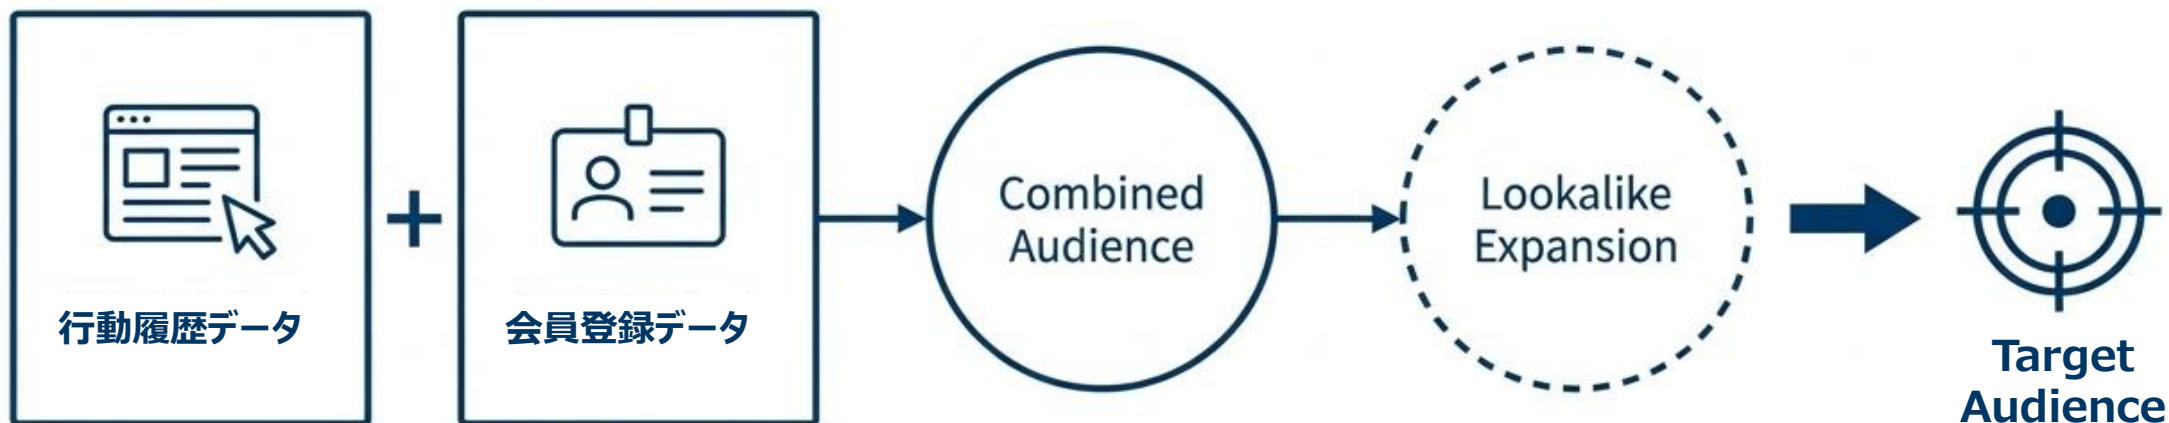 行動履歴データ
会員登録データ
Combined
Audience
Lookalike
Expansion
Target
Audience